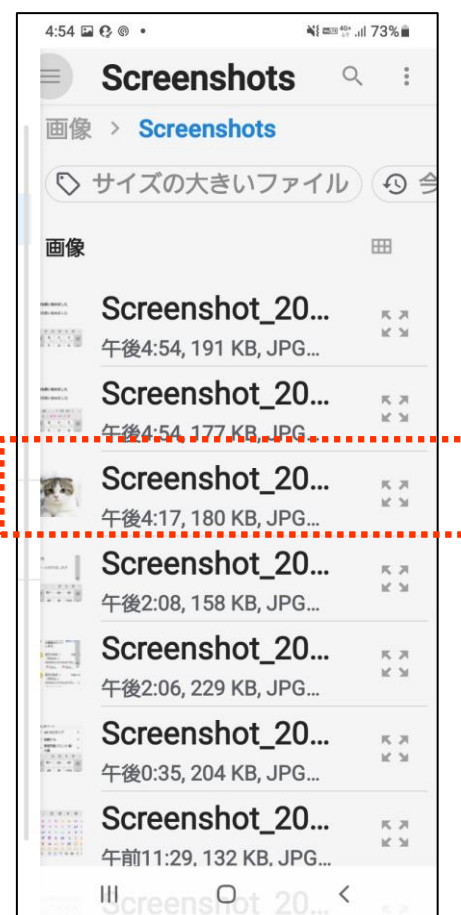 4:54
73%
Screenshots
画像 > Screenshots
サイズの大きいファイル
今
画像
Screenshot_20...
午後4:54, 191 KB, JPG...
Screenshot_20...
午後4:54, 177 KB, JPG...
Screenshot_20...
午後4:17, 180 KB, JPG...
Screenshot_20...
午後2:08, 158 KB, JPG...
Screenshot_20...
午後2:06, 229 KB, JPG...
Screenshot_20...
午後0:35, 204 KB, JPG...
Screenshot_20...
午前11:29, 132 KB, JPG...
Screenshot_20...